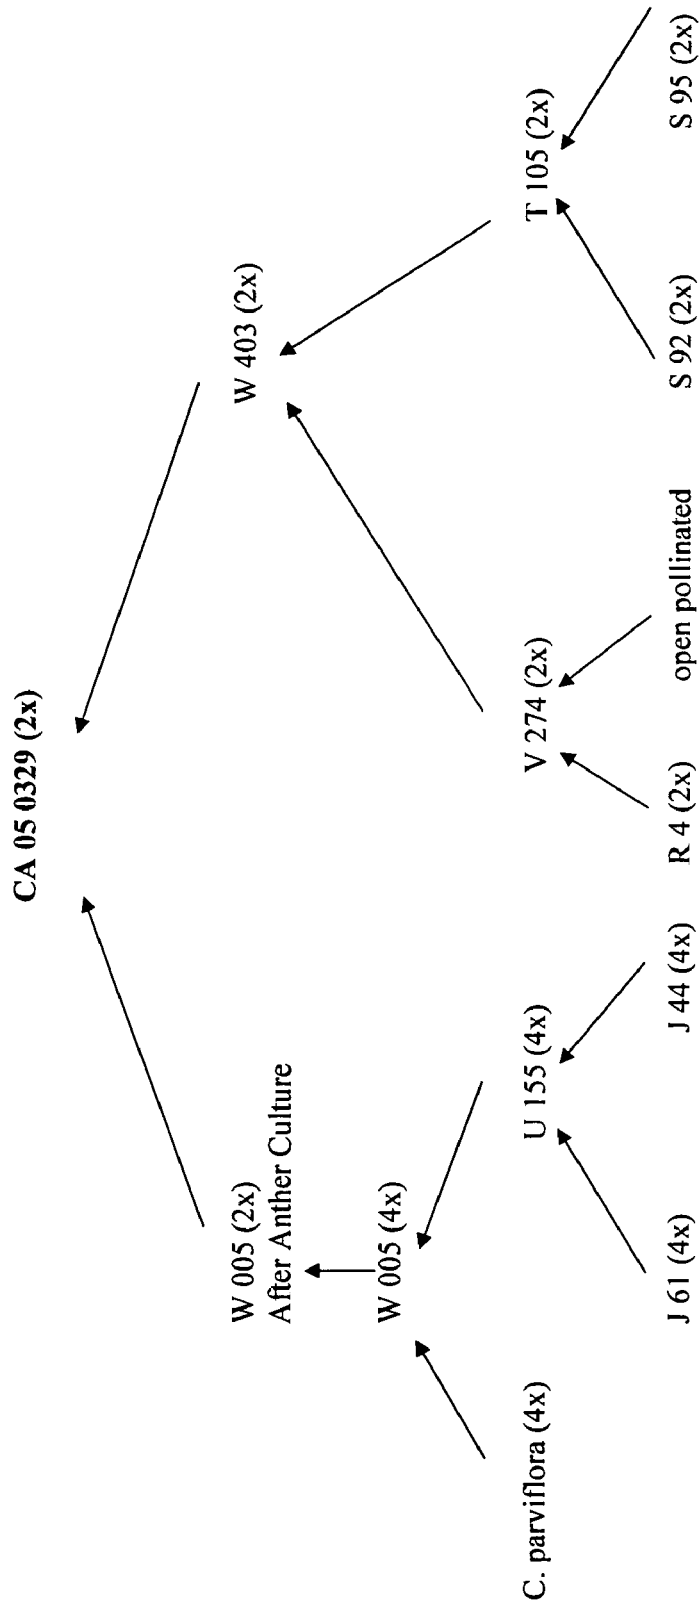 CA 05 0329 (2x)
W 005 (2x)
After Anther Culture
W 403 (2x)
W 005 (4x)
C. parviflora (4x)
U 155 (4x)
V 274 (2x)
T 105 (2x)
J 61 (4x)
J 44 (4x)
R 4 (2x)
open pollinated
S 92 (2x)
S 95 (2x)